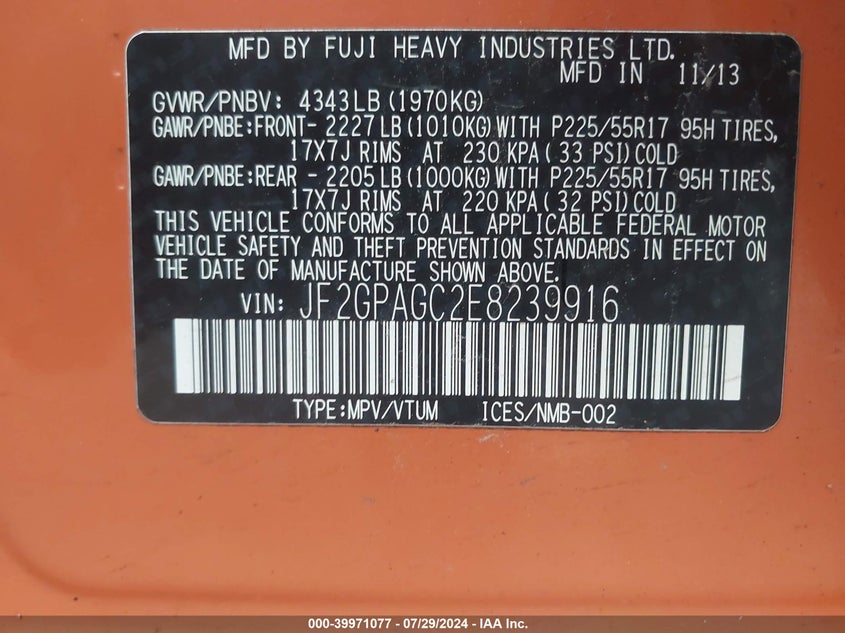 MFD BY FUJI HEAVY INDUSTRIES LTD.
MFD IN 11/13
GVWR/PNBV: 4343LB (1970KG)
GAWR/PNBE:FRONT- 2227LB (1010KG) WITH P225/55R17 95H TIRES,
17X7J RIMS AT 230 KPA( 33 PSI) COLD
GAWR/PNBE:REAR - 2205LB (1000KG) WITH P225/55R17 95H TIRES,
17X7J RIMS AT 220 KPA( 32 PSI) COLD
THIS VEHICLE CONFORMS TO ALL APPLICABLE FEDERAL MOTOR
VEHICLE SAFETY AND THEFT PREVENTION STANDARDS IN EFFECT ON
THE DATE OF MANUFACTURE SHOWN ABOVE.
VIN: JF2GPAGC2E8239916
TYPE:MPV/VTUM ICES/NMB-002
000-39971077 - 07/29/2024 - IAA Inc.